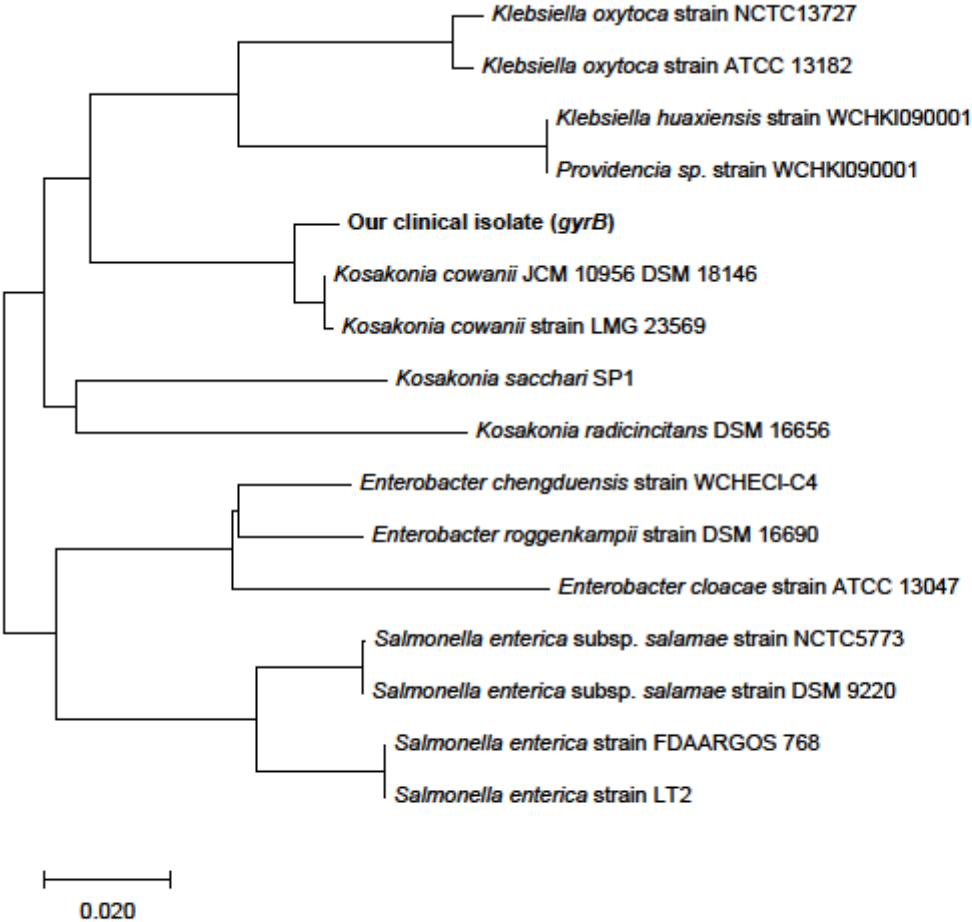 Klebsiella oxytoca strain NCTC13727
Klebsiella oxytoca strain ATCC 13182
Klebsiella huaxiensis strain WCHKl090001
Providencia sp. strain WCHKl090001
Our clinical isolate (gyrB)
Kosakonia cowanii JCM 10956 DSM 18146
Kosakonia cowanii strain LMG 23569
Kosakonia sacchari SP1
Kosakonia radicincitans DSM 16656
Enterobacter chengduensis strain WCHECl-C4
Enterobacter roggenkampii strain DSM 16690
Enterobacter cloacae strain ATCC 13047
Salmonella enterica subsp. salamae strain NCTC5773
Salmonella enterica subsp. salamae strain DSM 9220
Salmonella enterica strain FDAARGOS 768
Salmonella enterica strain LT2
0.020